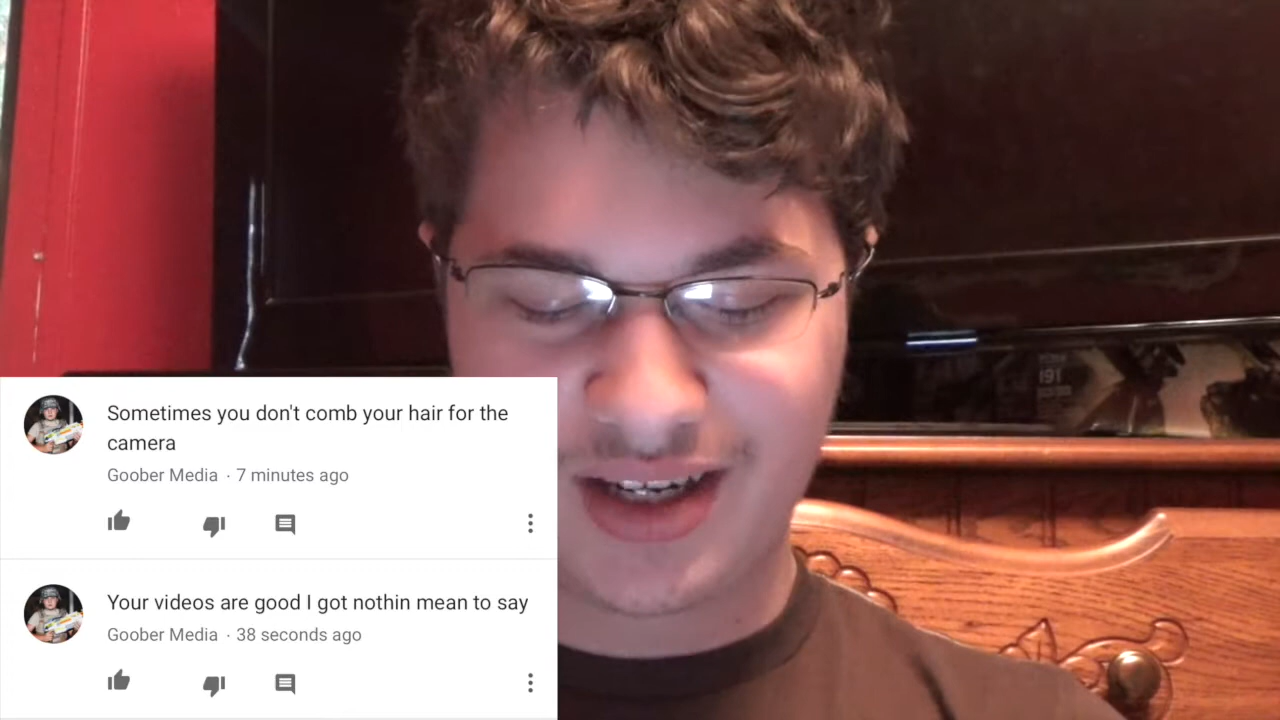 Sometimes you don't comb your hair for the
camera
Goober Media · 7 minutes ago
Your videos are good I got nothin mean to say
Goober Media · 38 seconds ago
191